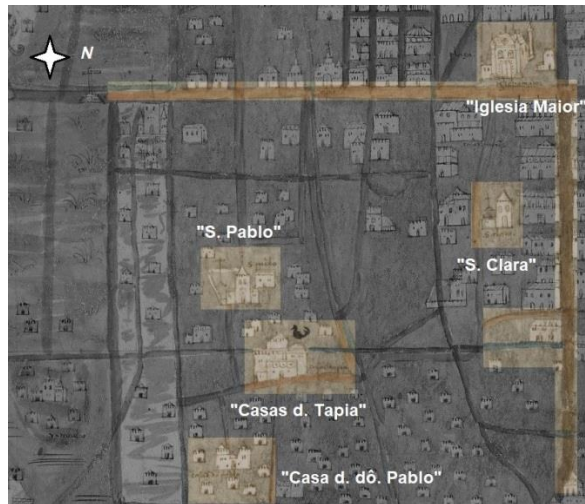 N
"Iglesia Maior"
"S. Pablo"
"S. Clara"
"Casas d. Tapia"
"Casa d. dô. Pablo"